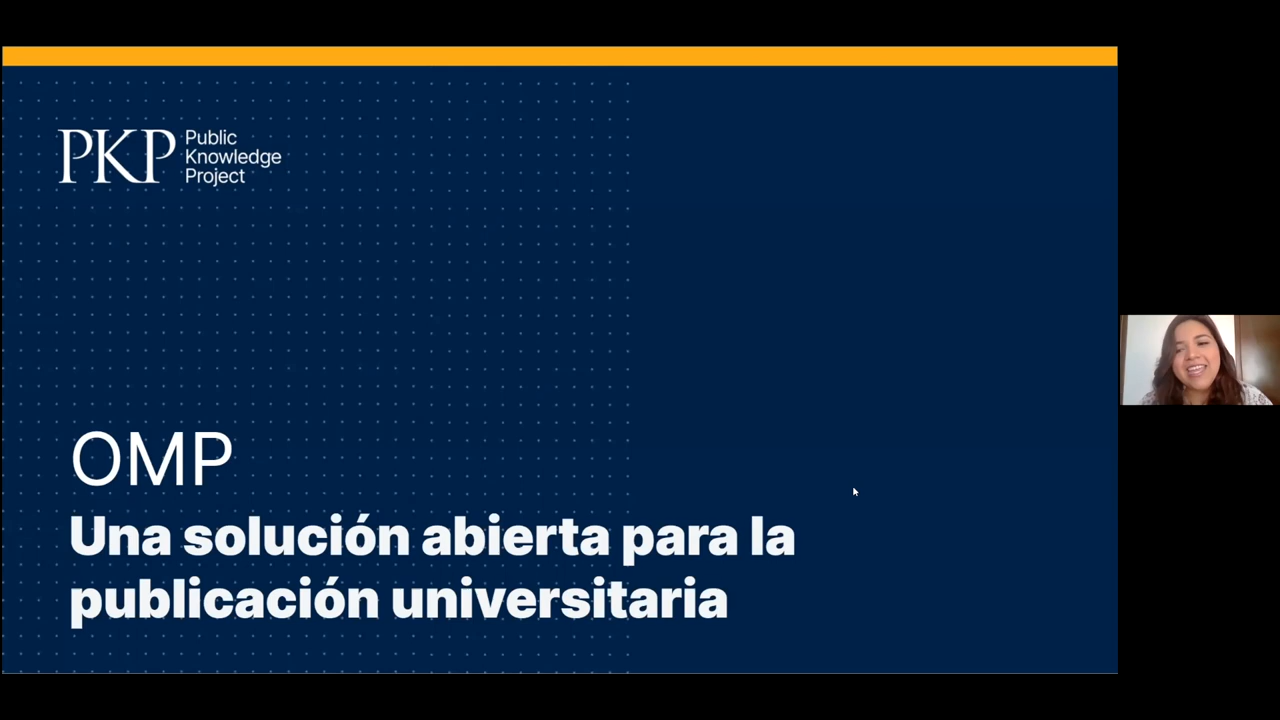 PKP
Public
Knowledge
Project
OMP
Una solución abierta para la
publicación universitaria